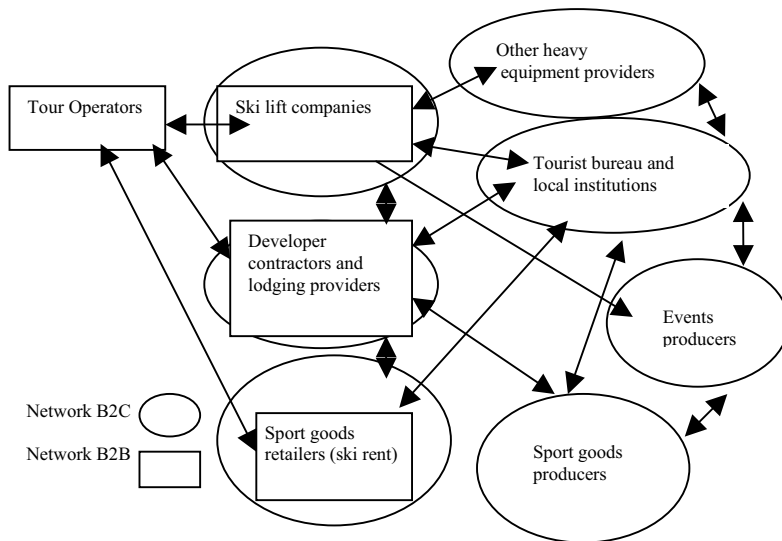 Other heavy
equipment providers
Tour Operators
Ski lift companies
Tourist bureau and
local institutions
Developer
contractors and
lodging providers
Events
producers
Network B2C
Sport goods
retailers (ski rent)
Sport goods
producers
Network B2B